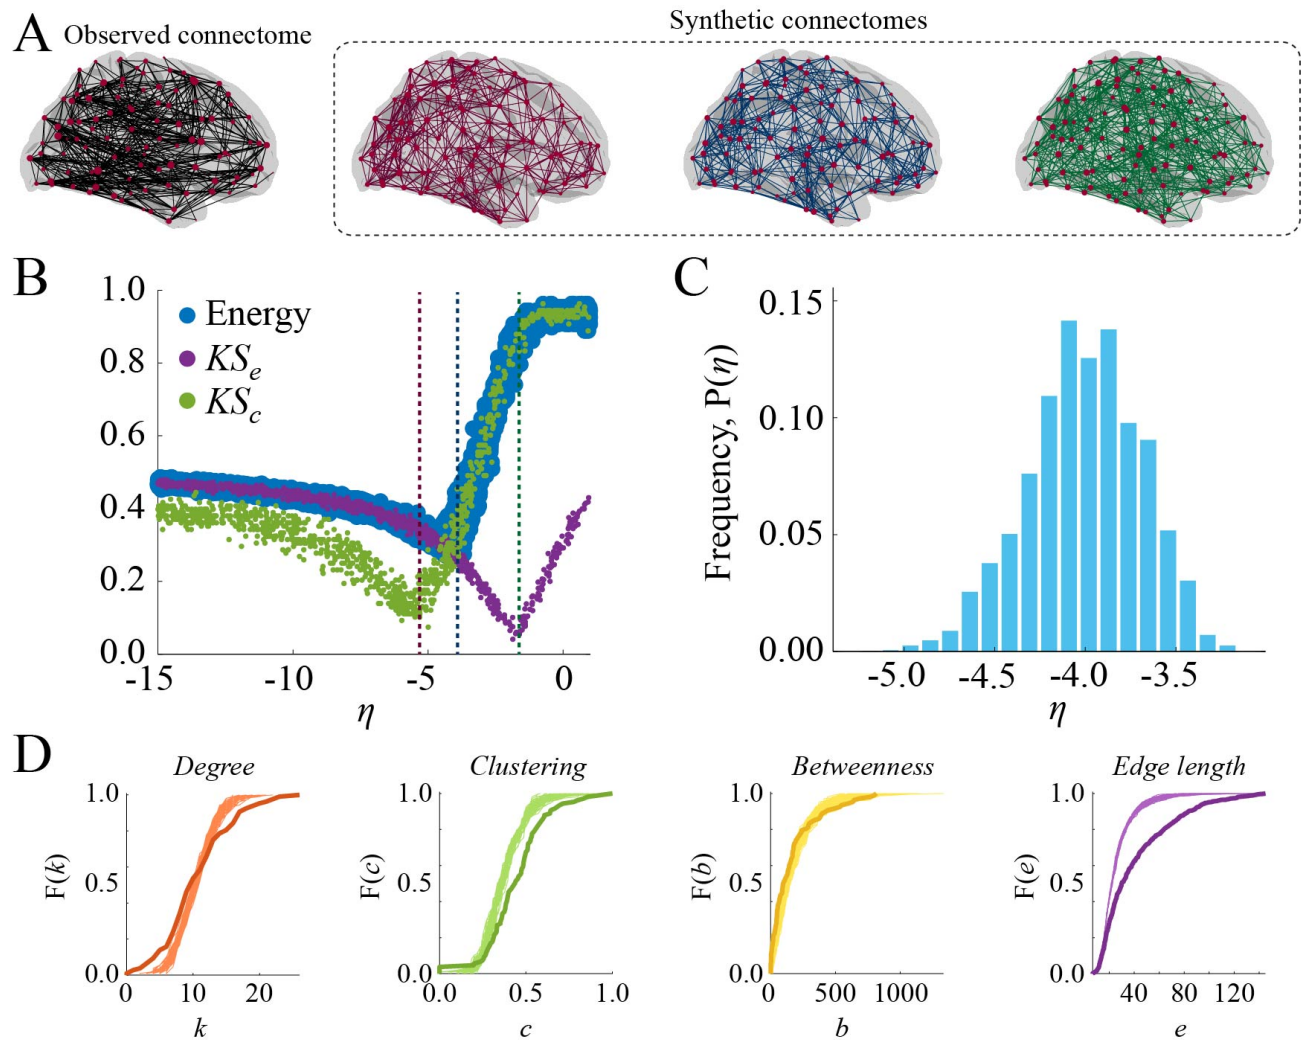 A
Observed connectome
Synthetic connectomes
B
1.0
0.8
0.6
0.4
0.2
0.0
Energy
KSe
KSc
-15
-10
-5
0
η
C
Frequency, P(η)
0.15
0.10
0.05
0.00
-5.0
-4.5
-4.0
-3.5
η
D
Degree
F(k)
1.0
0.5
0.0
0
10
20
k
Clustering
F(c)
1.0
0.5
0.0
0.0
0.5
1.0
c
Betweenness
F(b)
1.0
0.5
0.0
0
500
1000
b
Edge length
F(e)
1.0
0.5
0.0
40
80
120
e